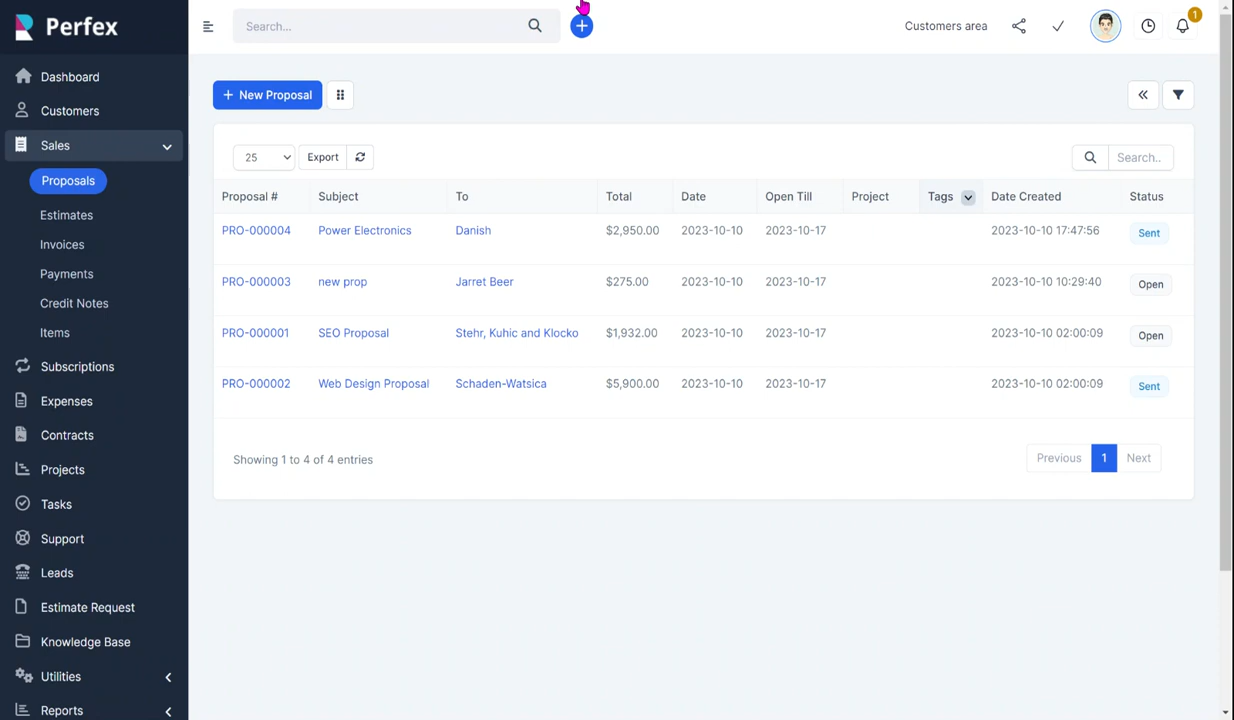 Perfex
Search...
Customers area
1
Dashboard
Customers
Sales
Proposals
Estimates
Invoices
Payments
Credit Notes
Items
Subscriptions
Expenses
Contracts
Projects
Tasks
Support
Leads
Estimate Request
Knowledge Base
Utilities
Reports
+ New Proposal
25 Export Search..
Proposal # Subject To Total Date Open Till Project Tags Date Created Status
PRO-000004 Power Electronics Danish $2,950.00 2023-10-10 2023-10-17 2023-10-10 17:47:56 Sent
PRO-000003 new prop Jarret Beer $275.00 2023-10-10 2023-10-17 2023-10-10 10:29:40 Open
PRO-000001 SEO Proposal Stehr, Kuhic and Klocko $1,932.00 2023-10-10 2023-10-17 2023-10-10 02:00:09 Open
PRO-000002 Web Design Proposal Schaden-Watsica $5,900.00 2023-10-10 2023-10-17 2023-10-10 02:00:09 Sent
Showing 1 to 4 of 4 entries
Previous 1 Next